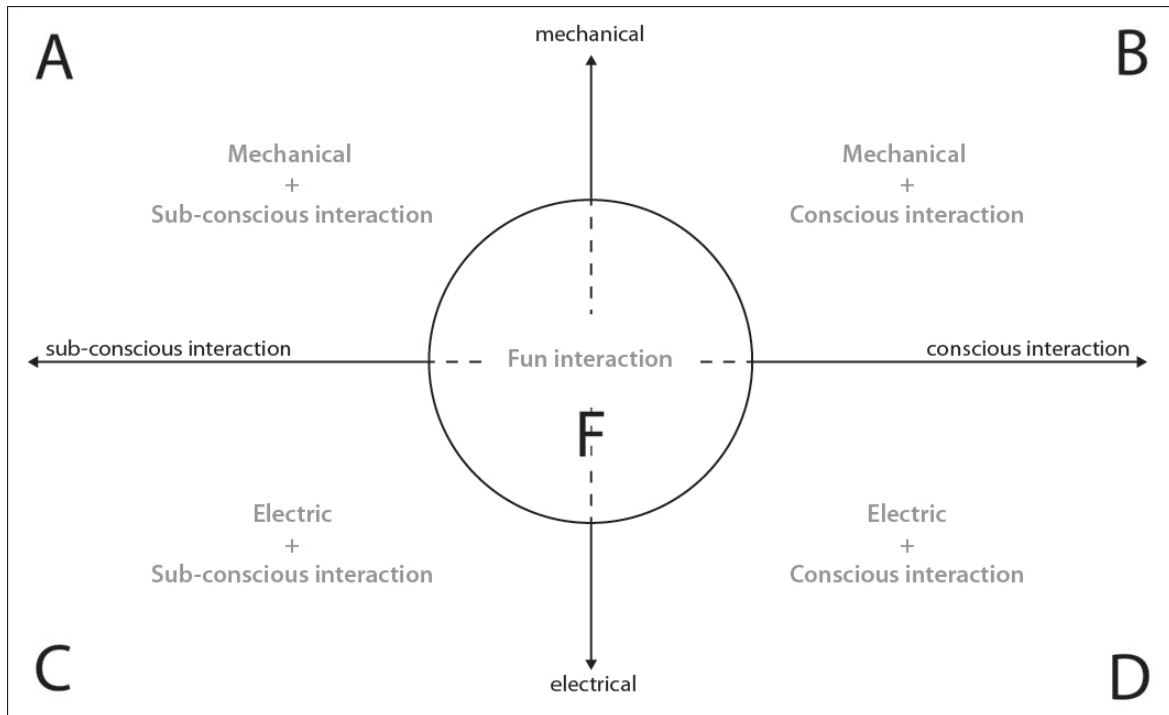 A
mechanical
B
Mechanical
+
Sub-conscious interaction
Mechanical
+
Conscious interaction
sub-conscious interaction
Fun interaction
conscious interaction
F
Electric
+
Sub-conscious interaction
Electric
+
Conscious interaction
C
electrical
D